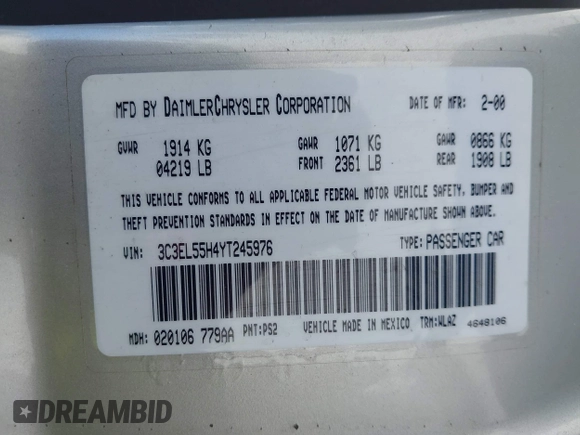 MFD BY DAIMLERCHRYSLER CORPORATION DATE OF MFR: 2-00
GVWR 1914 KG GAWR 1071 KG GAWR 0866 KG
04219 LB FRONT 2361 LB REAR 1908 LB
THIS VEHICLE CONFORMS TO ALL APPLICABLE FEDERAL MOTOR VEHICLE SAFETY, BUMPER AND
THEFT PREVENTION STANDARDS IN EFFECT ON THE DATE OF MANUFACTURE SHOWN ABOVE.
VIN: 3C3EL55H4YT245976 TYPE: PASSENGER CAR
MDH: 020106 779AA PNT: PS2 VEHICLE MADE IN MEXICO TRM: WLAZ 4648106
DREAMBID